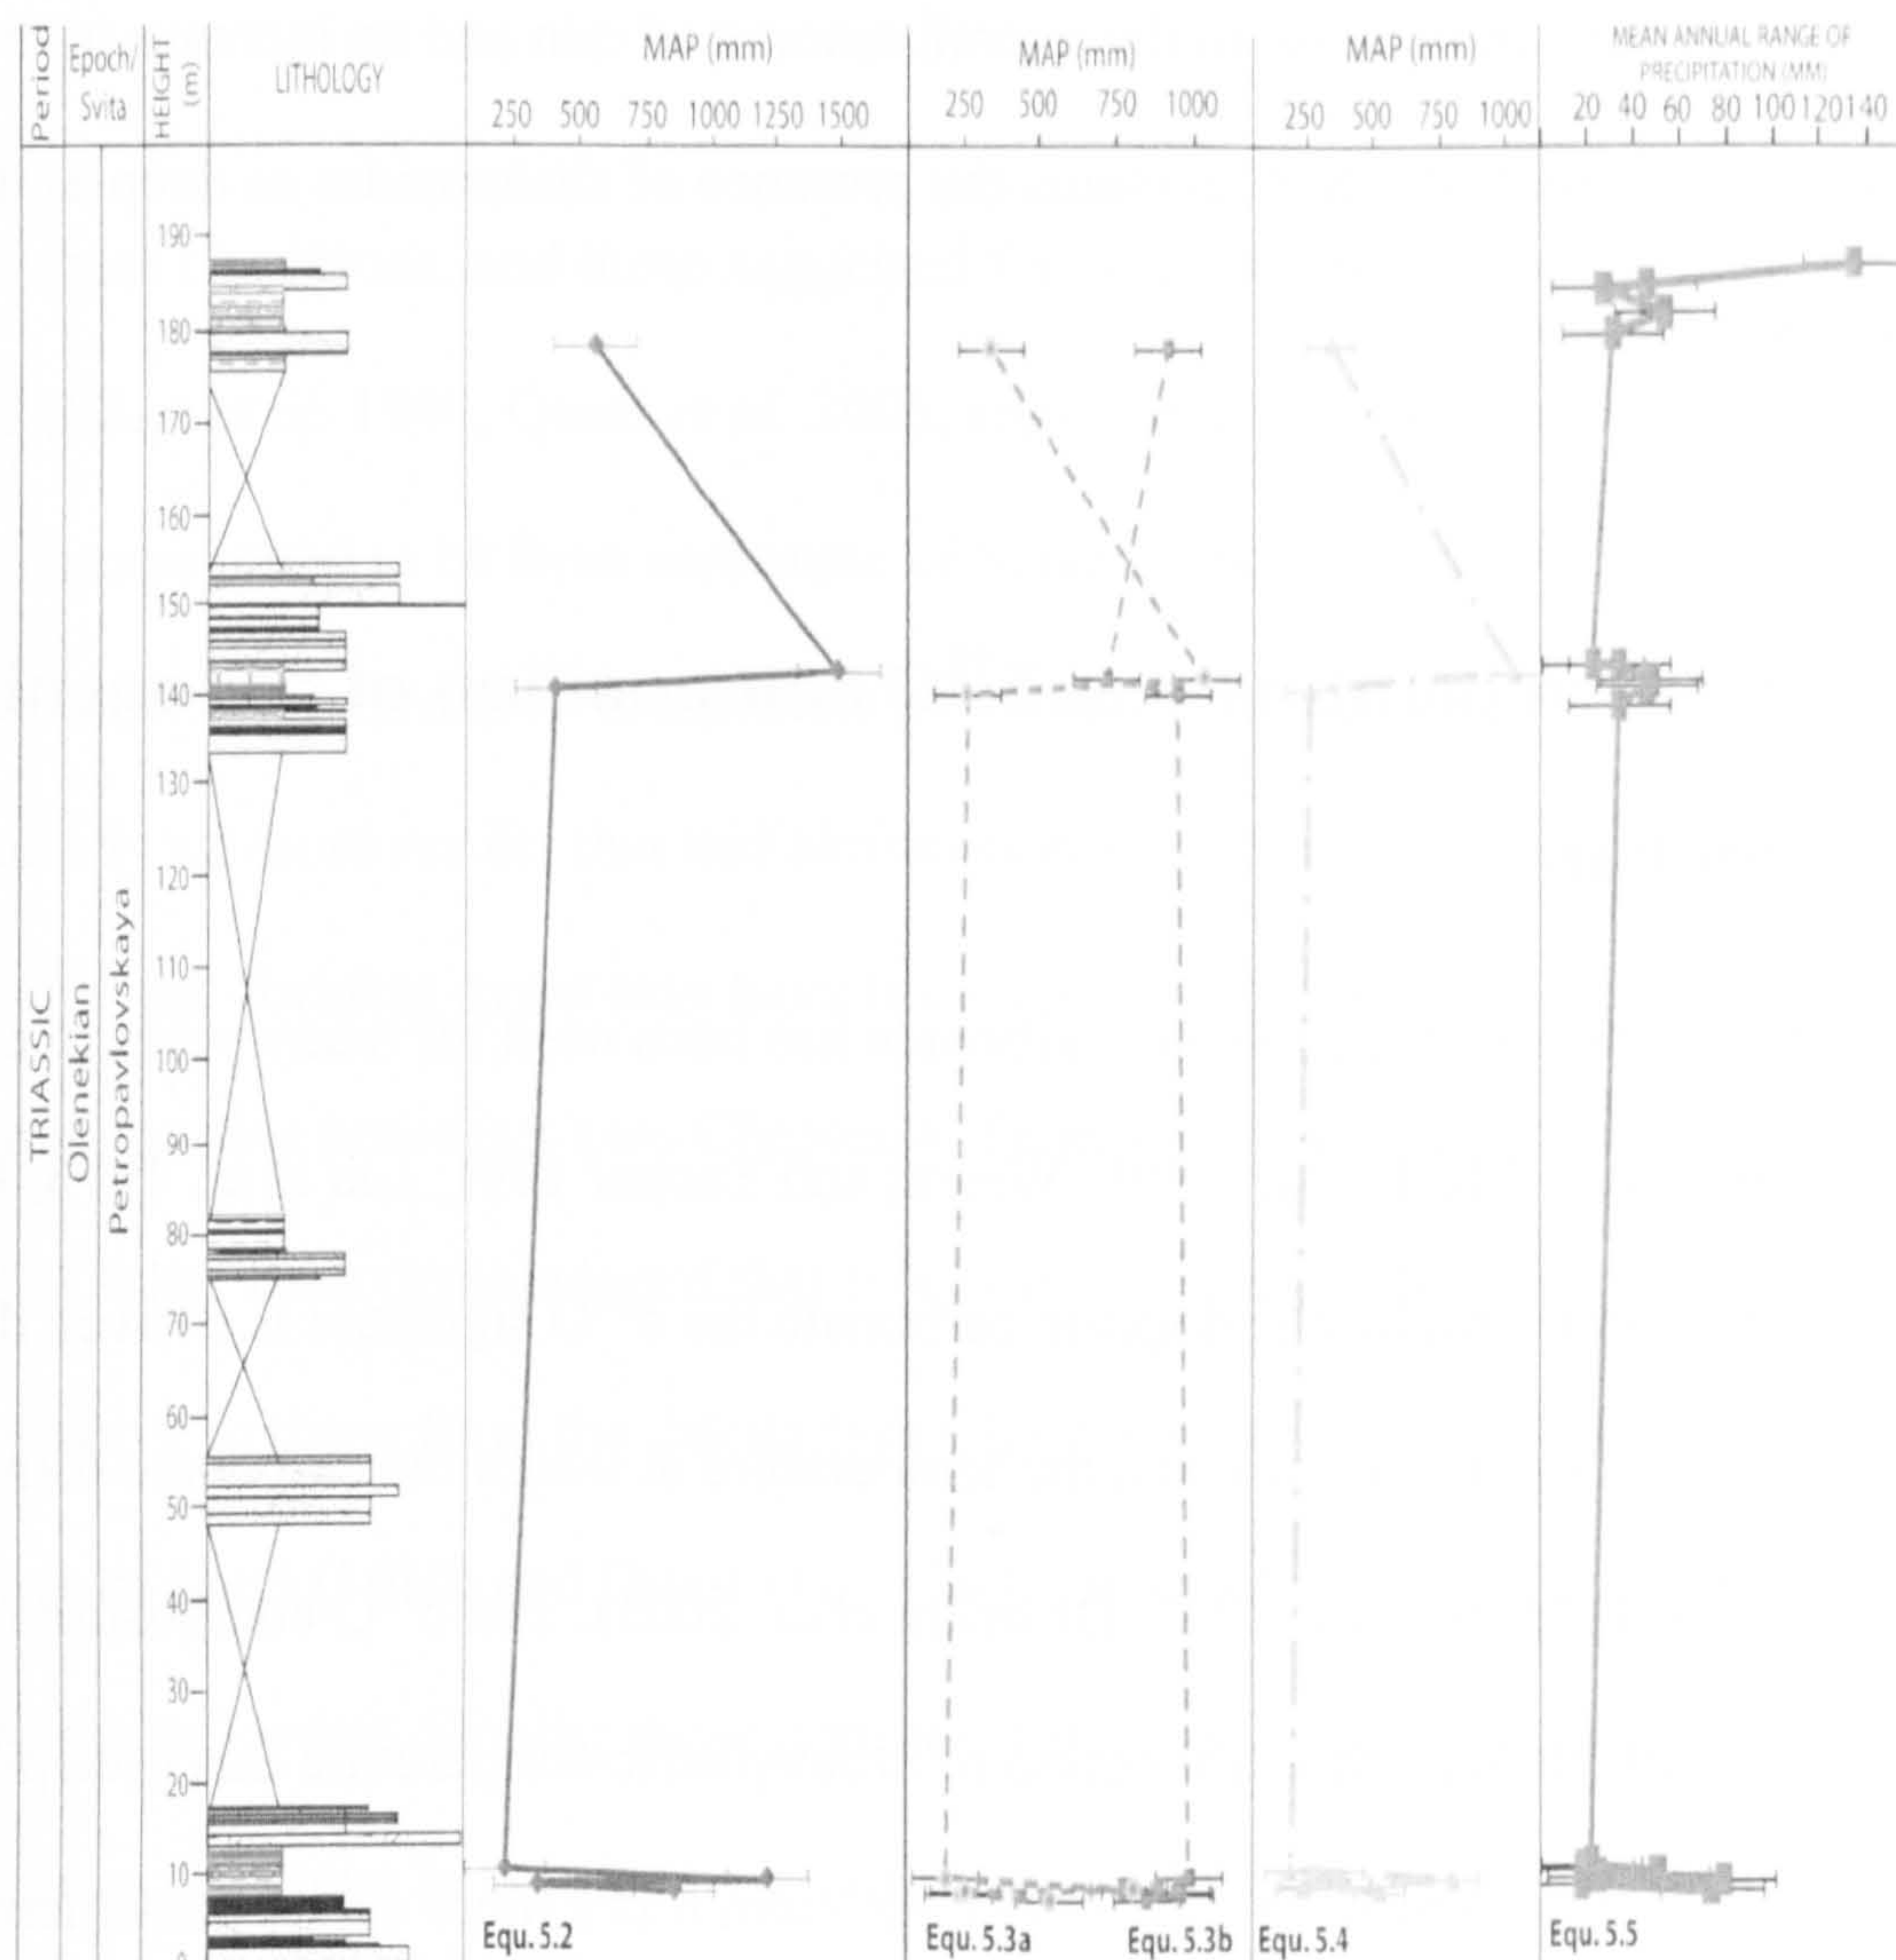 Period
Epoch/
Svita
HEIGHT
(m)
LITHOLOGY
MAP (mm)
250 500 750 1000 1250 1500
MAP (mm)
250 500 750 1000
MAP (mm)
250 500 750 1000
MEAN ANNUAL RANGE OF
PRECIPITATION (MM)
20 40 60 80 100 120 140
TRIASSIC
Olenekian
Petropavlovskaya
190
180
170
160
150
140
130
120
110
100
90
80
70
60
50
40
30
20
10
0
Equ. 5.2
Equ. 5.3a
Equ. 5.3b
Equ. 5.4
Equ. 5.5